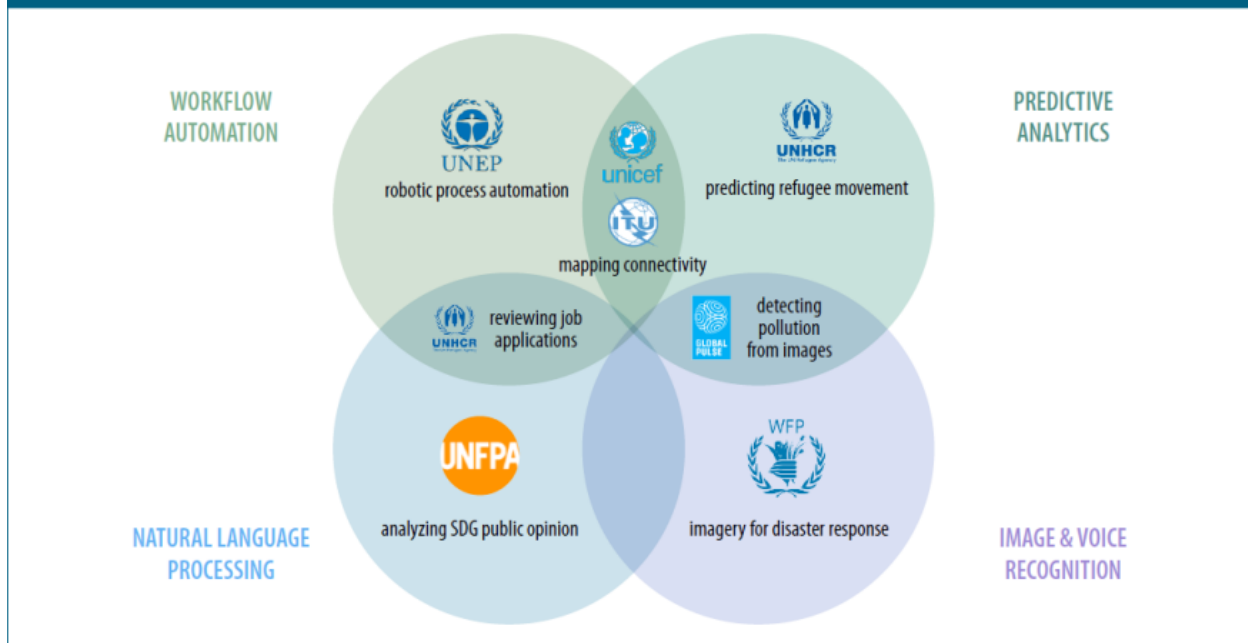 WORKFLOW
AUTOMATION
PREDICTIVE
ANALYTICS
UNEP
robotic process automation
unicef
ITU
mapping connectivity
UNHCR
The UN Refugee Agency
predicting refugee movement
UNHCR
reviewing job
applications
GLOBAL
PULSE
detecting
pollution
from images
UNFPA
analyzing SDG public opinion
WFP
imagery for disaster response
NATURAL LANGUAGE
PROCESSING
IMAGE & VOICE
RECOGNITION